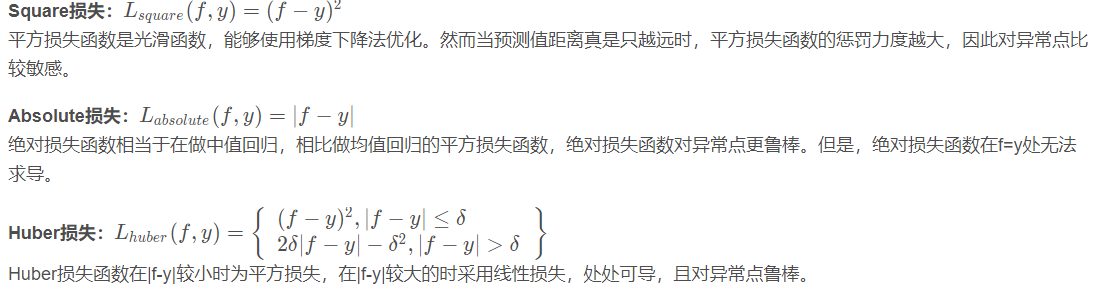 Square损失：L_{square}(f,y)=(f-y)^2
平方损失函数是光滑函数，能够使用梯度下降法优化。然而当预测值距离真是只越远时，平方损失函数的惩罚力度越大，因此对异常点比
较敏感。
Absolute损失：L_{absolute}(f,y)=|f-y|
绝对损失函数相当于在做中值回归，相比做均值回归的平方损失函数，绝对损失函数对异常点更鲁棒。但是，绝对损失函数在f=y处无法
求导。
Huber损失：L_{huber}(f,y)=\left\{\begin{array}{l}(f-y)^2,|f-y|\leq\delta\\2\delta|f-y|-\delta^2,|f-y|>\delta\end{array}\right\}
Huber损失函数在|f-y|较小时为平方损失，在|f-y|较大的时采用线性损失，处处可导，且对异常点鲁棒。